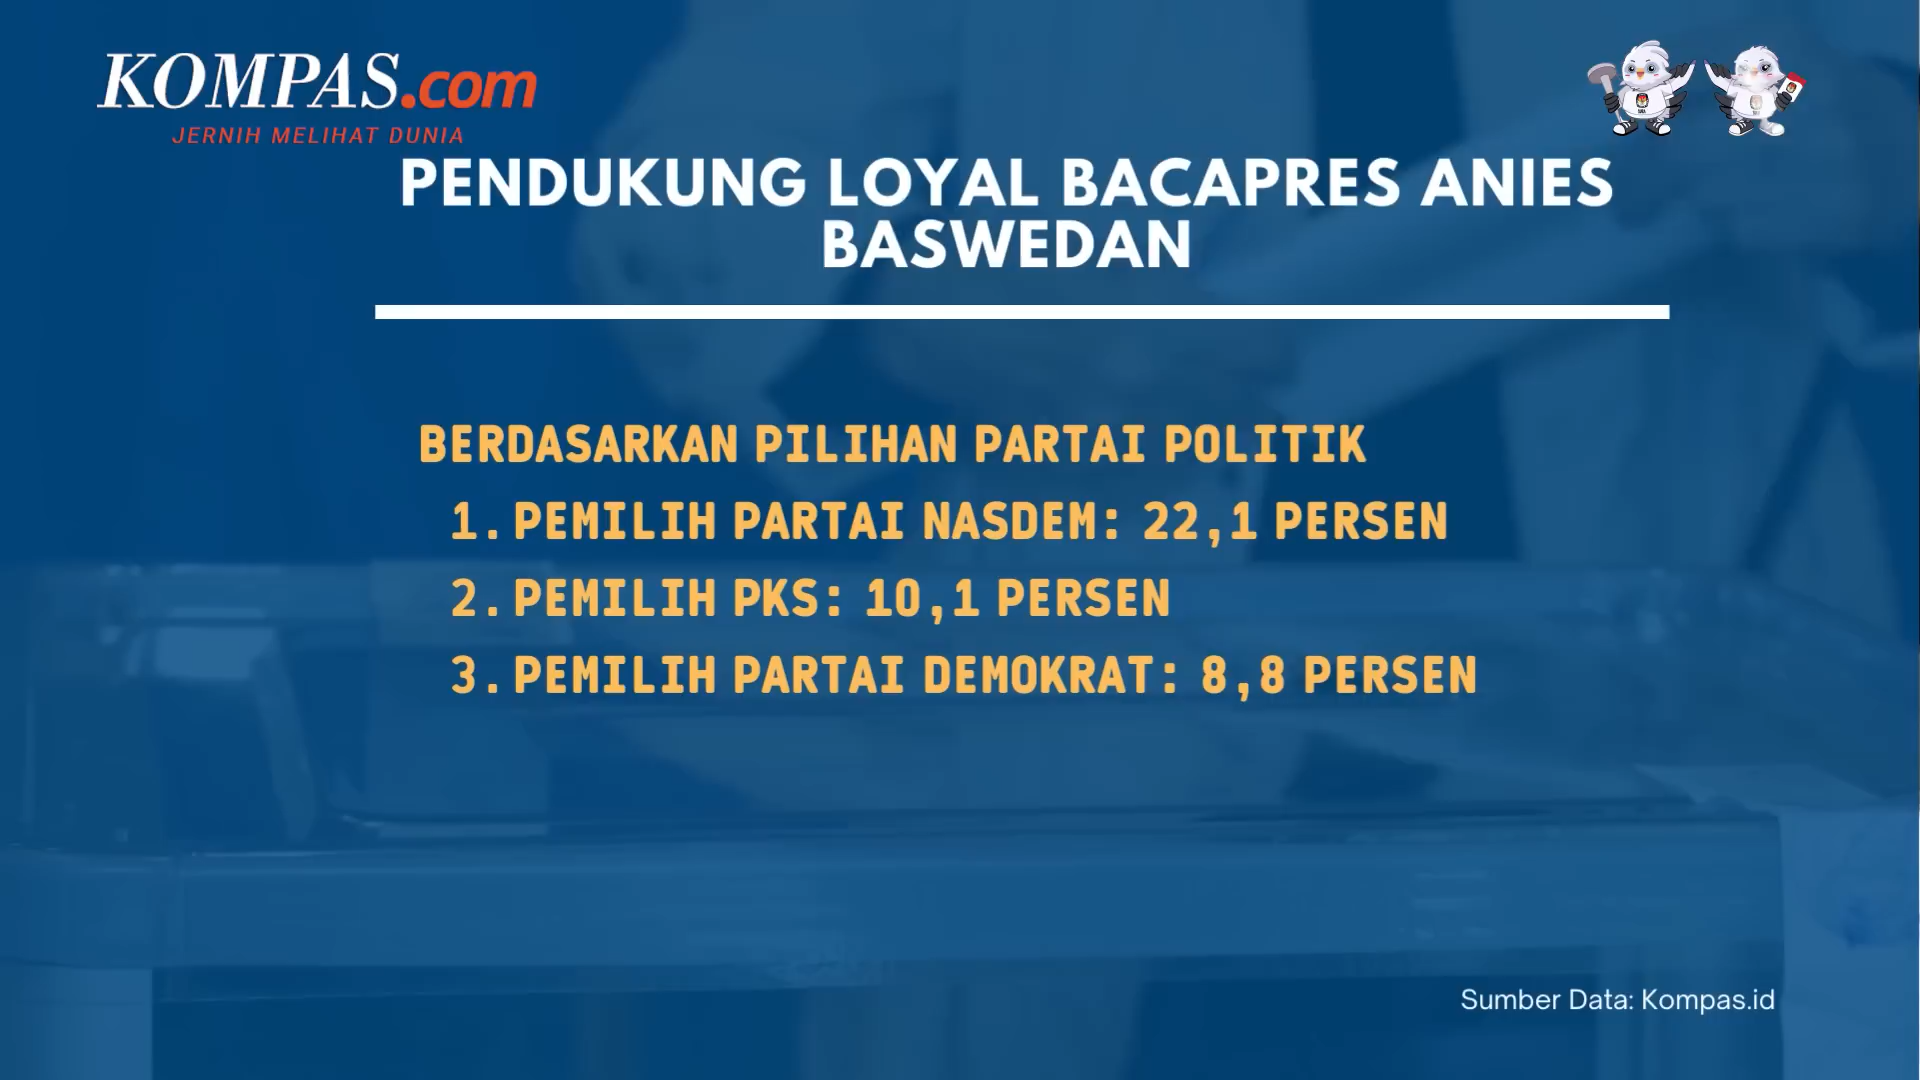 KOMPAS.com
JERNIH MELIHAT DUNIA
PENDUKUNG LOYAL BACAPRES ANIES
BASWEDAN
BERDASARKAN PILIHAN PARTAI POLITIK
1. PEMILIH PARTAI NASDEM: 22,1 PERSEN
2. PEMILIH PKS: 10,1 PERSEN
3. PEMILIH PARTAI DEMOKRAT: 8,8 PERSEN
Sumber Data: Kompas.id